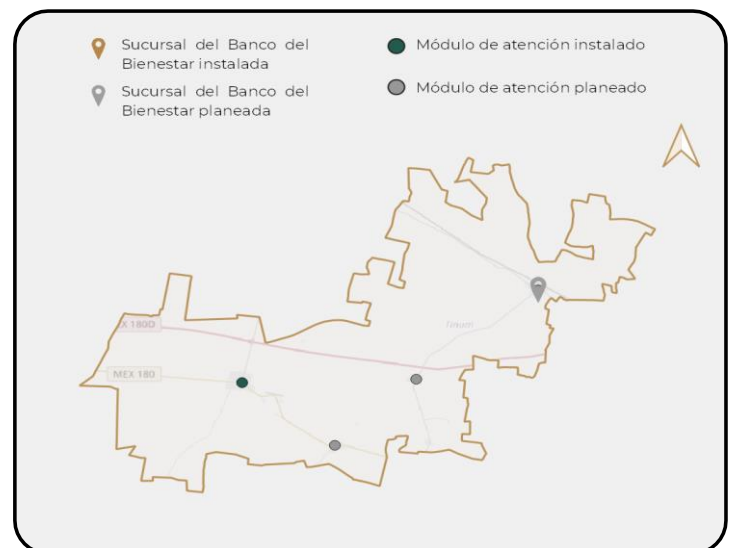 Sucursal del Banco del
Bienestar instalada
Sucursal del Banco del
Bienestar planeada
Módulo de atención instalado
Módulo de atención planeado
X 180D
MEX 180